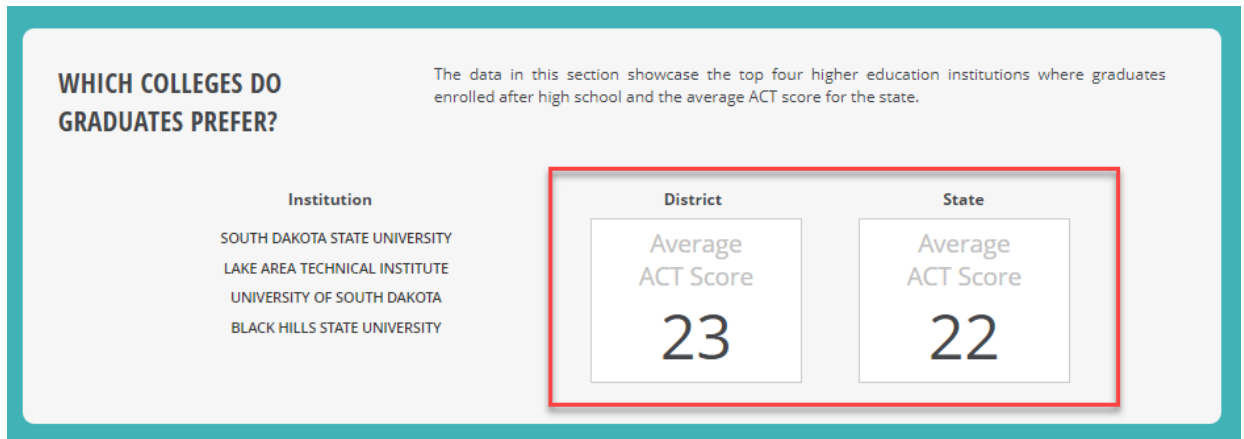 WHICH COLLEGES DO
GRADUATES PREFER?
The data in this section showcase the top four higher education institutions where graduates
enrolled after high school and the average ACT score for the state.
Institution
SOUTH DAKOTA STATE UNIVERSITY
LAKE AREA TECHNICAL INSTITUTE
UNIVERSITY OF SOUTH DAKOTA
BLACK HILLS STATE UNIVERSITY
District
Average
ACT Score
23
State
Average
ACT Score
22